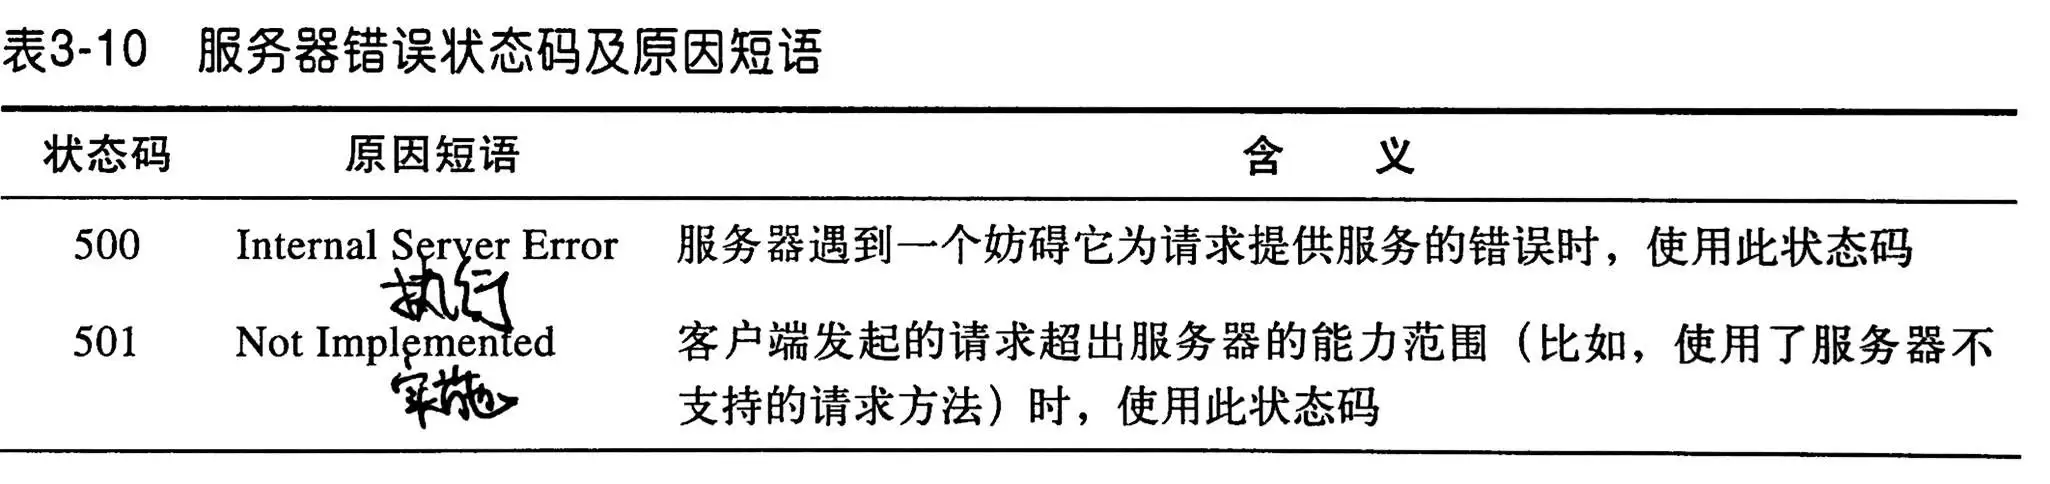 表3-10 服务器错误状态码及原因短语
状态码 原因短语 含 义
500 Internal Server Error 服务器遇到一个妨碍它为请求提供服务的错误时，使用此状态码
执行
501 Not Implemented 客户端发起的请求超出服务器的能力范围（比如，使用了服务器不
实施 支持的请求方法）时，使用此状态码